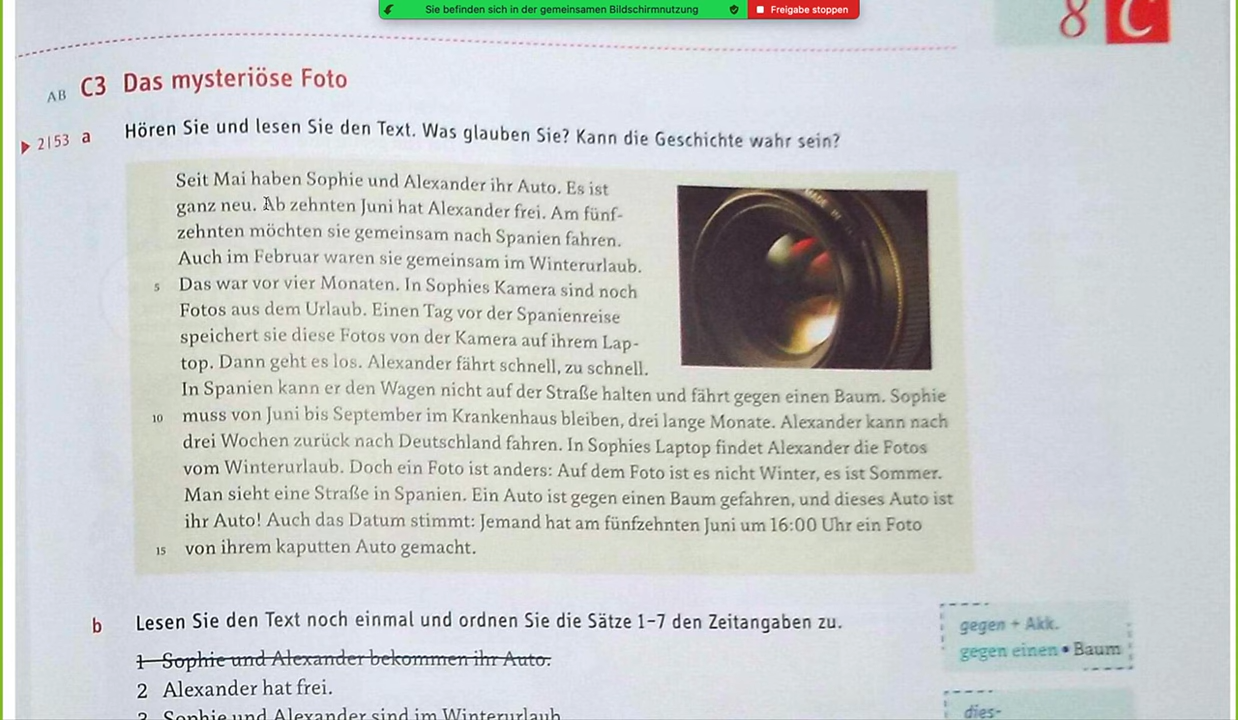 Sie befinden sich in der gemeinsamen Bildschirmnutzung Freigabe stoppen
8 C
AB C3 Das mysteriöse Foto
2|53 a Hören Sie und lesen Sie den Text. Was glauben Sie? Kann die Geschichte wahr sein?
Seit Mai haben Sophie und Alexander ihr Auto. Es ist
ganz neu. Ab zehnten Juni hat Alexander frei. Am fünf-
zehnten möchten sie gemeinsam nach Spanien fahren.
Auch im Februar waren sie gemeinsam im Winterurlaub.
5 Das war vor vier Monaten. In Sophies Kamera sind noch
Fotos aus dem Urlaub. Einen Tag vor der Spanienreise
speichert sie diese Fotos von der Kamera auf ihrem Lap-
top. Dann geht es los. Alexander fährt schnell, zu schnell.
In Spanien kann er den Wagen nicht auf der Straße halten und fährt gegen einen Baum. Sophie
10 muss von Juni bis September im Krankenhaus bleiben, drei lange Monate. Alexander kann nach
drei Wochen zurück nach Deutschland fahren. In Sophies Laptop findet Alexander die Fotos
vom Winterurlaub. Doch ein Foto ist anders: Auf dem Foto ist es nicht Winter, es ist Sommer.
Man sieht eine Straße in Spanien. Ein Auto ist gegen einen Baum gefahren, und dieses Auto ist
ihr Auto! Auch das Datum stimmt: Jemand hat am fünfzehnten Juni um 16:00 Uhr ein Foto
15 von ihrem kaputten Auto gemacht.
b Lesen Sie den Text noch einmal und ordnen Sie die Sätze 1–7 den Zeitangaben zu.
1 Sophie und Alexander bekommen ihr Auto.
2 Alexander hat frei.
3 Sophie und Alexander sind im Winterurlaub
gegen + Akk.
gegen einen • Baum
dies-